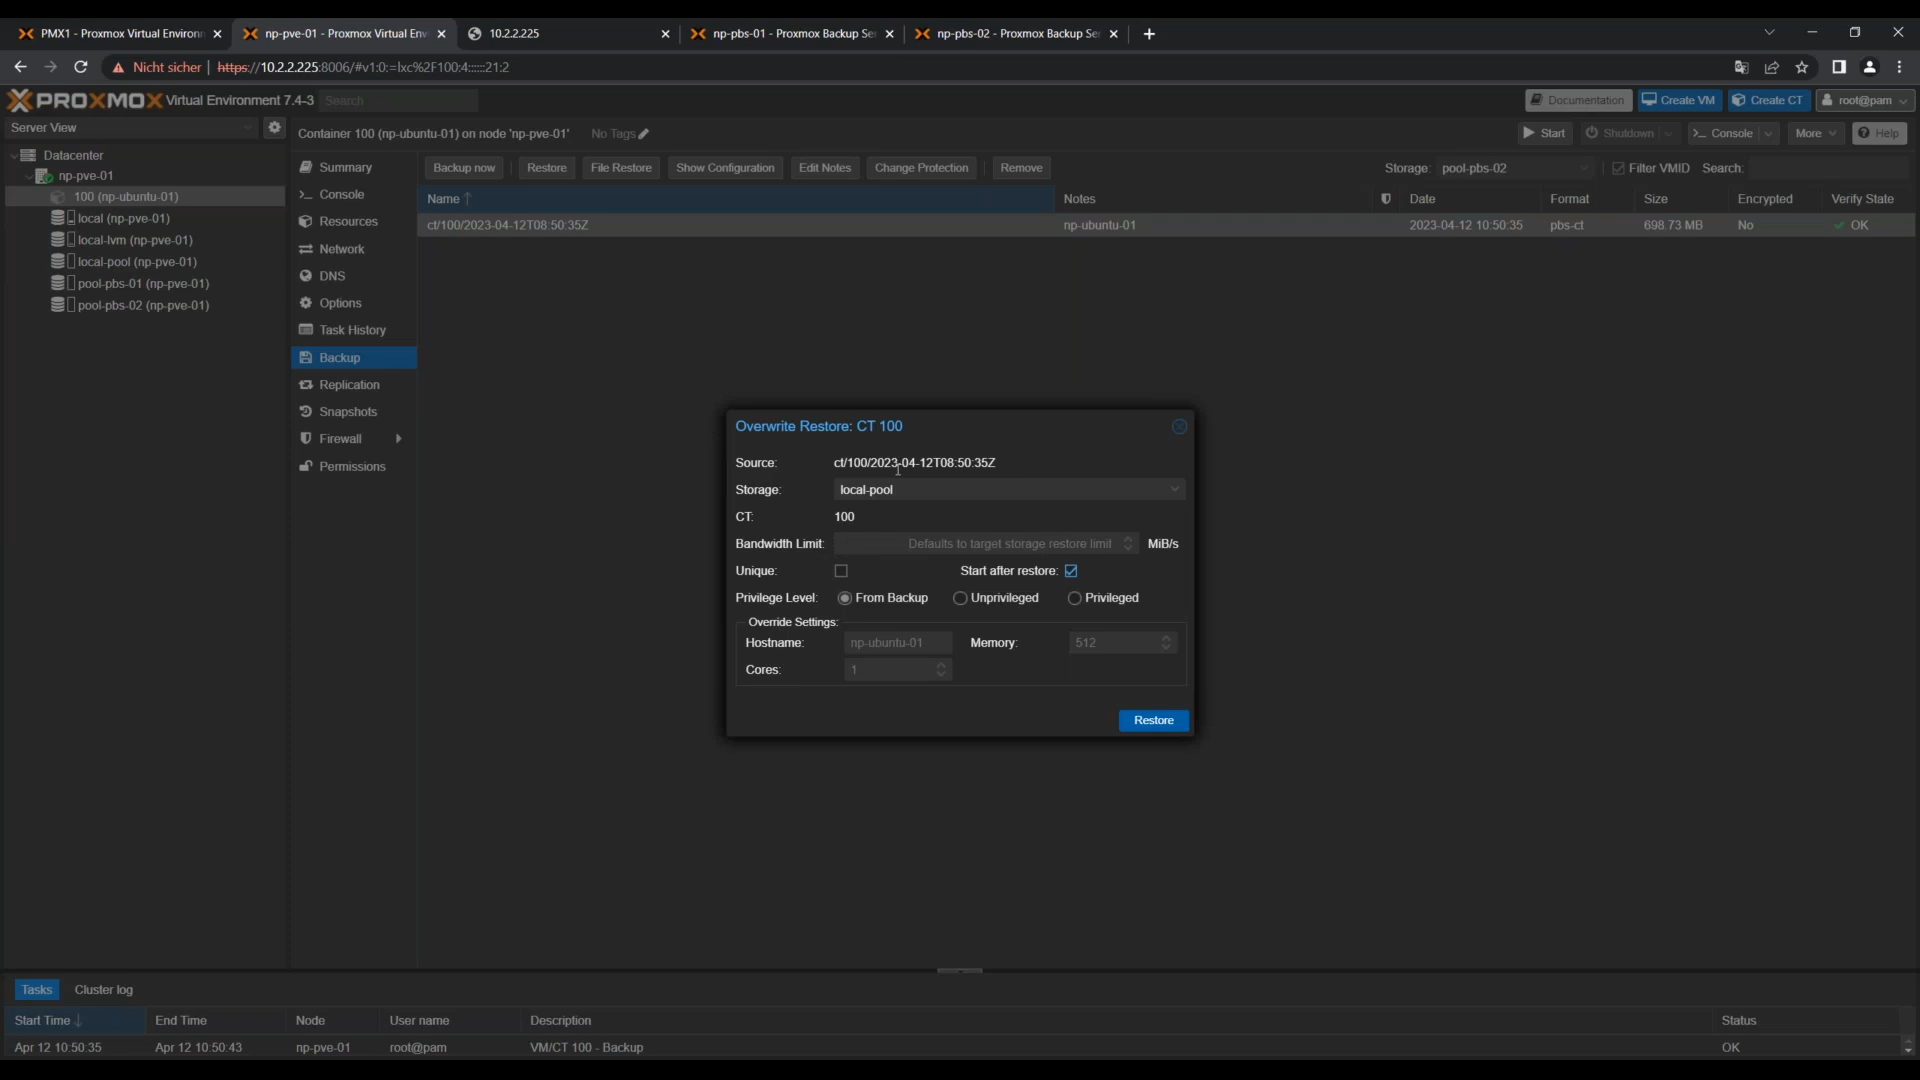 PMX1 - Proxmox Virtual Environn
np-pve-01 - Proxmox Virtual Env
10.2.2.225
np-pbs-01 - Proxmox Backup Se
np-pbs-02 - Proxmox Backup Se
Nicht sicher | https://10.2.2.225:8006/#v1:0:=lxc%2F100:4::::::21:2
PROXMOX Virtual Environment 7.4-3 Search
Documentation Create VM Create CT root@pam
Server View
Container 100 (np-ubuntu-01) on node 'np-pve-01' No Tags
Start Shutdown Console More Help
Datacenter
np-pve-01
100 (np-ubuntu-01)
local (np-pve-01)
local-lvm (np-pve-01)
local-pool (np-pve-01)
pool-pbs-01 (np-pve-01)
pool-pbs-02 (np-pve-01)
Summary
Console
Resources
Network
DNS
Options
Task History
Backup
Replication
Snapshots
Firewall
Permissions
Backup now Restore File Restore Show Configuration Edit Notes Change Protection Remove
Storage: pool-pbs-02 Filter VMID Search:
Name Notes Date Format Size Encrypted Verify State
ct/100/2023-04-12T08:50:35Z np-ubuntu-01 2023-04-12 10:50:35 pbs-ct 698.73 MB No OK
Overwrite Restore: CT 100
Source: ct/100/2023-04-12T08:50:35Z
Storage: local-pool
CT: 100
Bandwidth Limit: Defaults to target storage restore limit MiB/s
Unique: Start after restore:
Privilege Level: From Backup Unprivileged Privileged
Override Settings:
Hostname: np-ubuntu-01 Memory: 512
Cores: 1
Restore
Tasks Cluster log
Start Time End Time Node User name Description Status
Apr 12 10:50:35 Apr 12 10:50:43 np-pve-01 root@pam VM/CT 100 - Backup OK